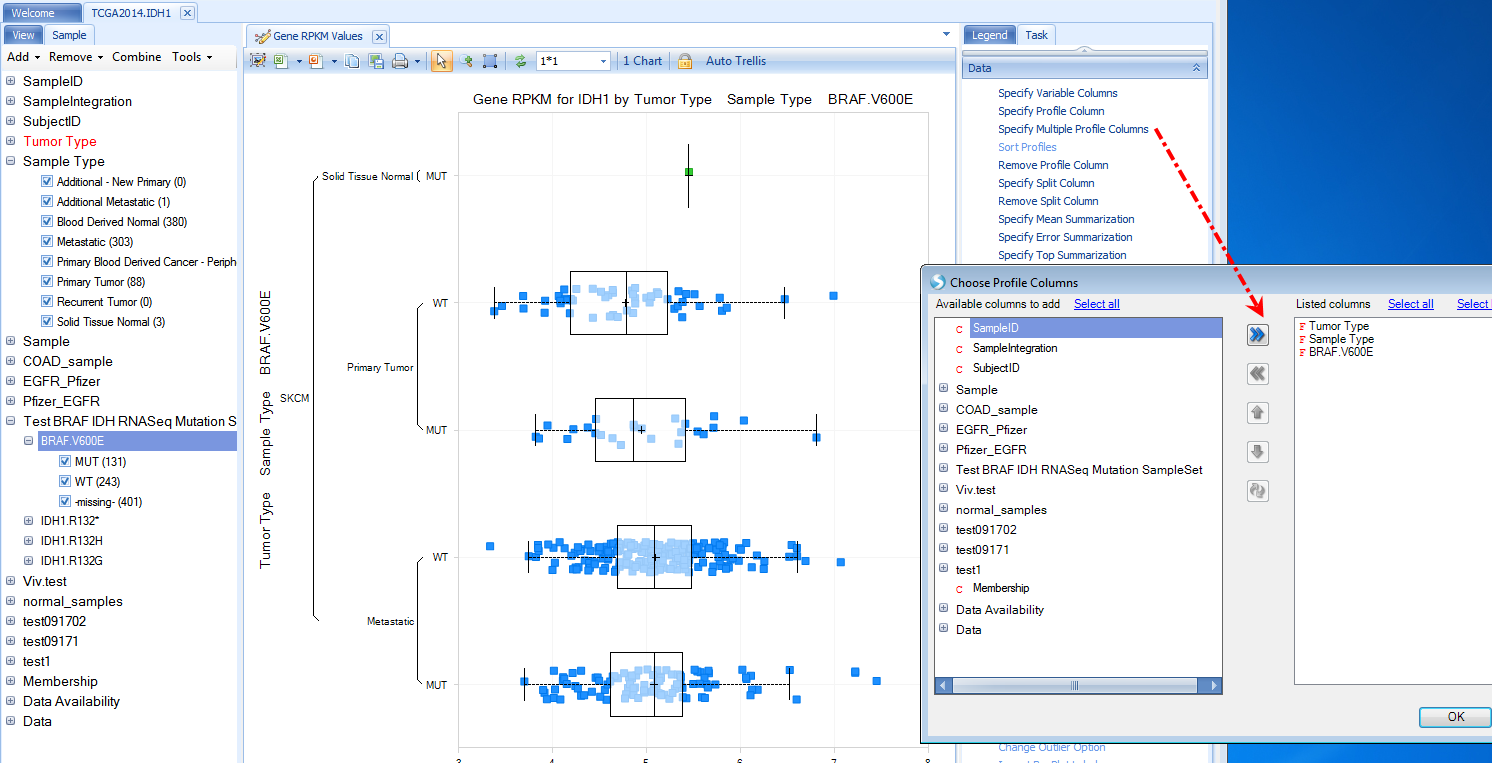 Welcome
TCGA2014.IDH1
View
Sample
Add
Remove
Combine
Tools
SampleID
SampleIntegration
SubjectID
Tumor Type
Sample Type
Additional - New Primary (0)
Additional Metastatic (1)
Blood Derived Normal (380)
Metastatic (303)
Primary Blood Derived Cancer - Periph
Primary Tumor (88)
Recurrent Tumor (0)
Solid Tissue Normal (3)
Sample
COAD_sample
EGFR_Pfizer
Pfizer_EGFR
Test BRAF IDH RNASeq Mutation S
BRAF.V600E
MUT (131)
WT (243)
-missing- (401)
IDH1.R132*
IDH1.R132H
IDH1.R132G
Viv.test
normal_samples
test091702
test09171
test1
Membership
Data Availability
Data
Gene RPKM Values
1*1
1 Chart
Auto Trellis
Gene RPKM for IDH1 by Tumor Type Sample Type BRAF.V600E
Tumor Type Sample Type BRAF.V600E
SKCM
Solid Tissue Normal
MUT
Primary Tumor
WT
MUT
Metastatic
WT
MUT
3 4 5 6 7 8
Legend
Task
Data
Specify Variable Columns
Specify Profile Column
Specify Multiple Profile Columns
Sort Profiles
Remove Profile Column
Specify Split Column
Remove Split Column
Specify Mean Summarization
Specify Error Summarization
Specify Top Summarization
Change Outlier Option
Choose Profile Columns
Available columns to add
Select all
C SampleID
C SampleIntegration
C SubjectID
Sample
COAD_sample
EGFR_Pfizer
Pfizer_EGFR
Test BRAF IDH RNASeq Mutation SampleSet
Viv.test
normal_samples
test091702
test09171
test1
C Membership
Data Availability
Data
Listed columns
Select all
Select
F Tumor Type
F Sample Type
F BRAF.V600E
OK